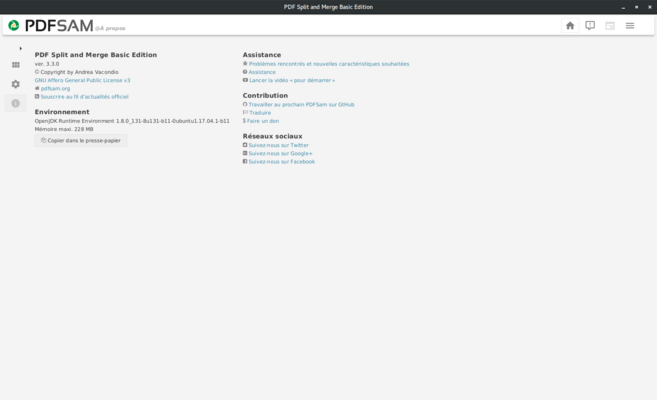 PDF Split and Merge Basic Edition
PDFSAM @A propos
PDF Split and Merge Basic Edition
ver. 3.3.0
© Copyright by Andrea Vacondio
GNU Affero General Public License v3
pdfsam.org
Souscrire au fil d'actualités officiel
Environnement
OpenJDK Runtime Environment 1.8.0_131-8u131-b11-0ubuntu1.17.04.1-b11
Mémoire maxi. 228 MB
Copier dans le presse-papier
Assistance
Problèmes rencontrés et nouvelles caractéristiques souhaitées
Assistance
Lancer la vidéo « pour démarrer »
Contribution
Travailler au prochain PDFSam sur GitHub
Traduire
$ Faire un don
Réseaux sociaux
Suivez-nous sur Twitter
Suivez-nous sur Google+
Suivez-nous sur Facebook